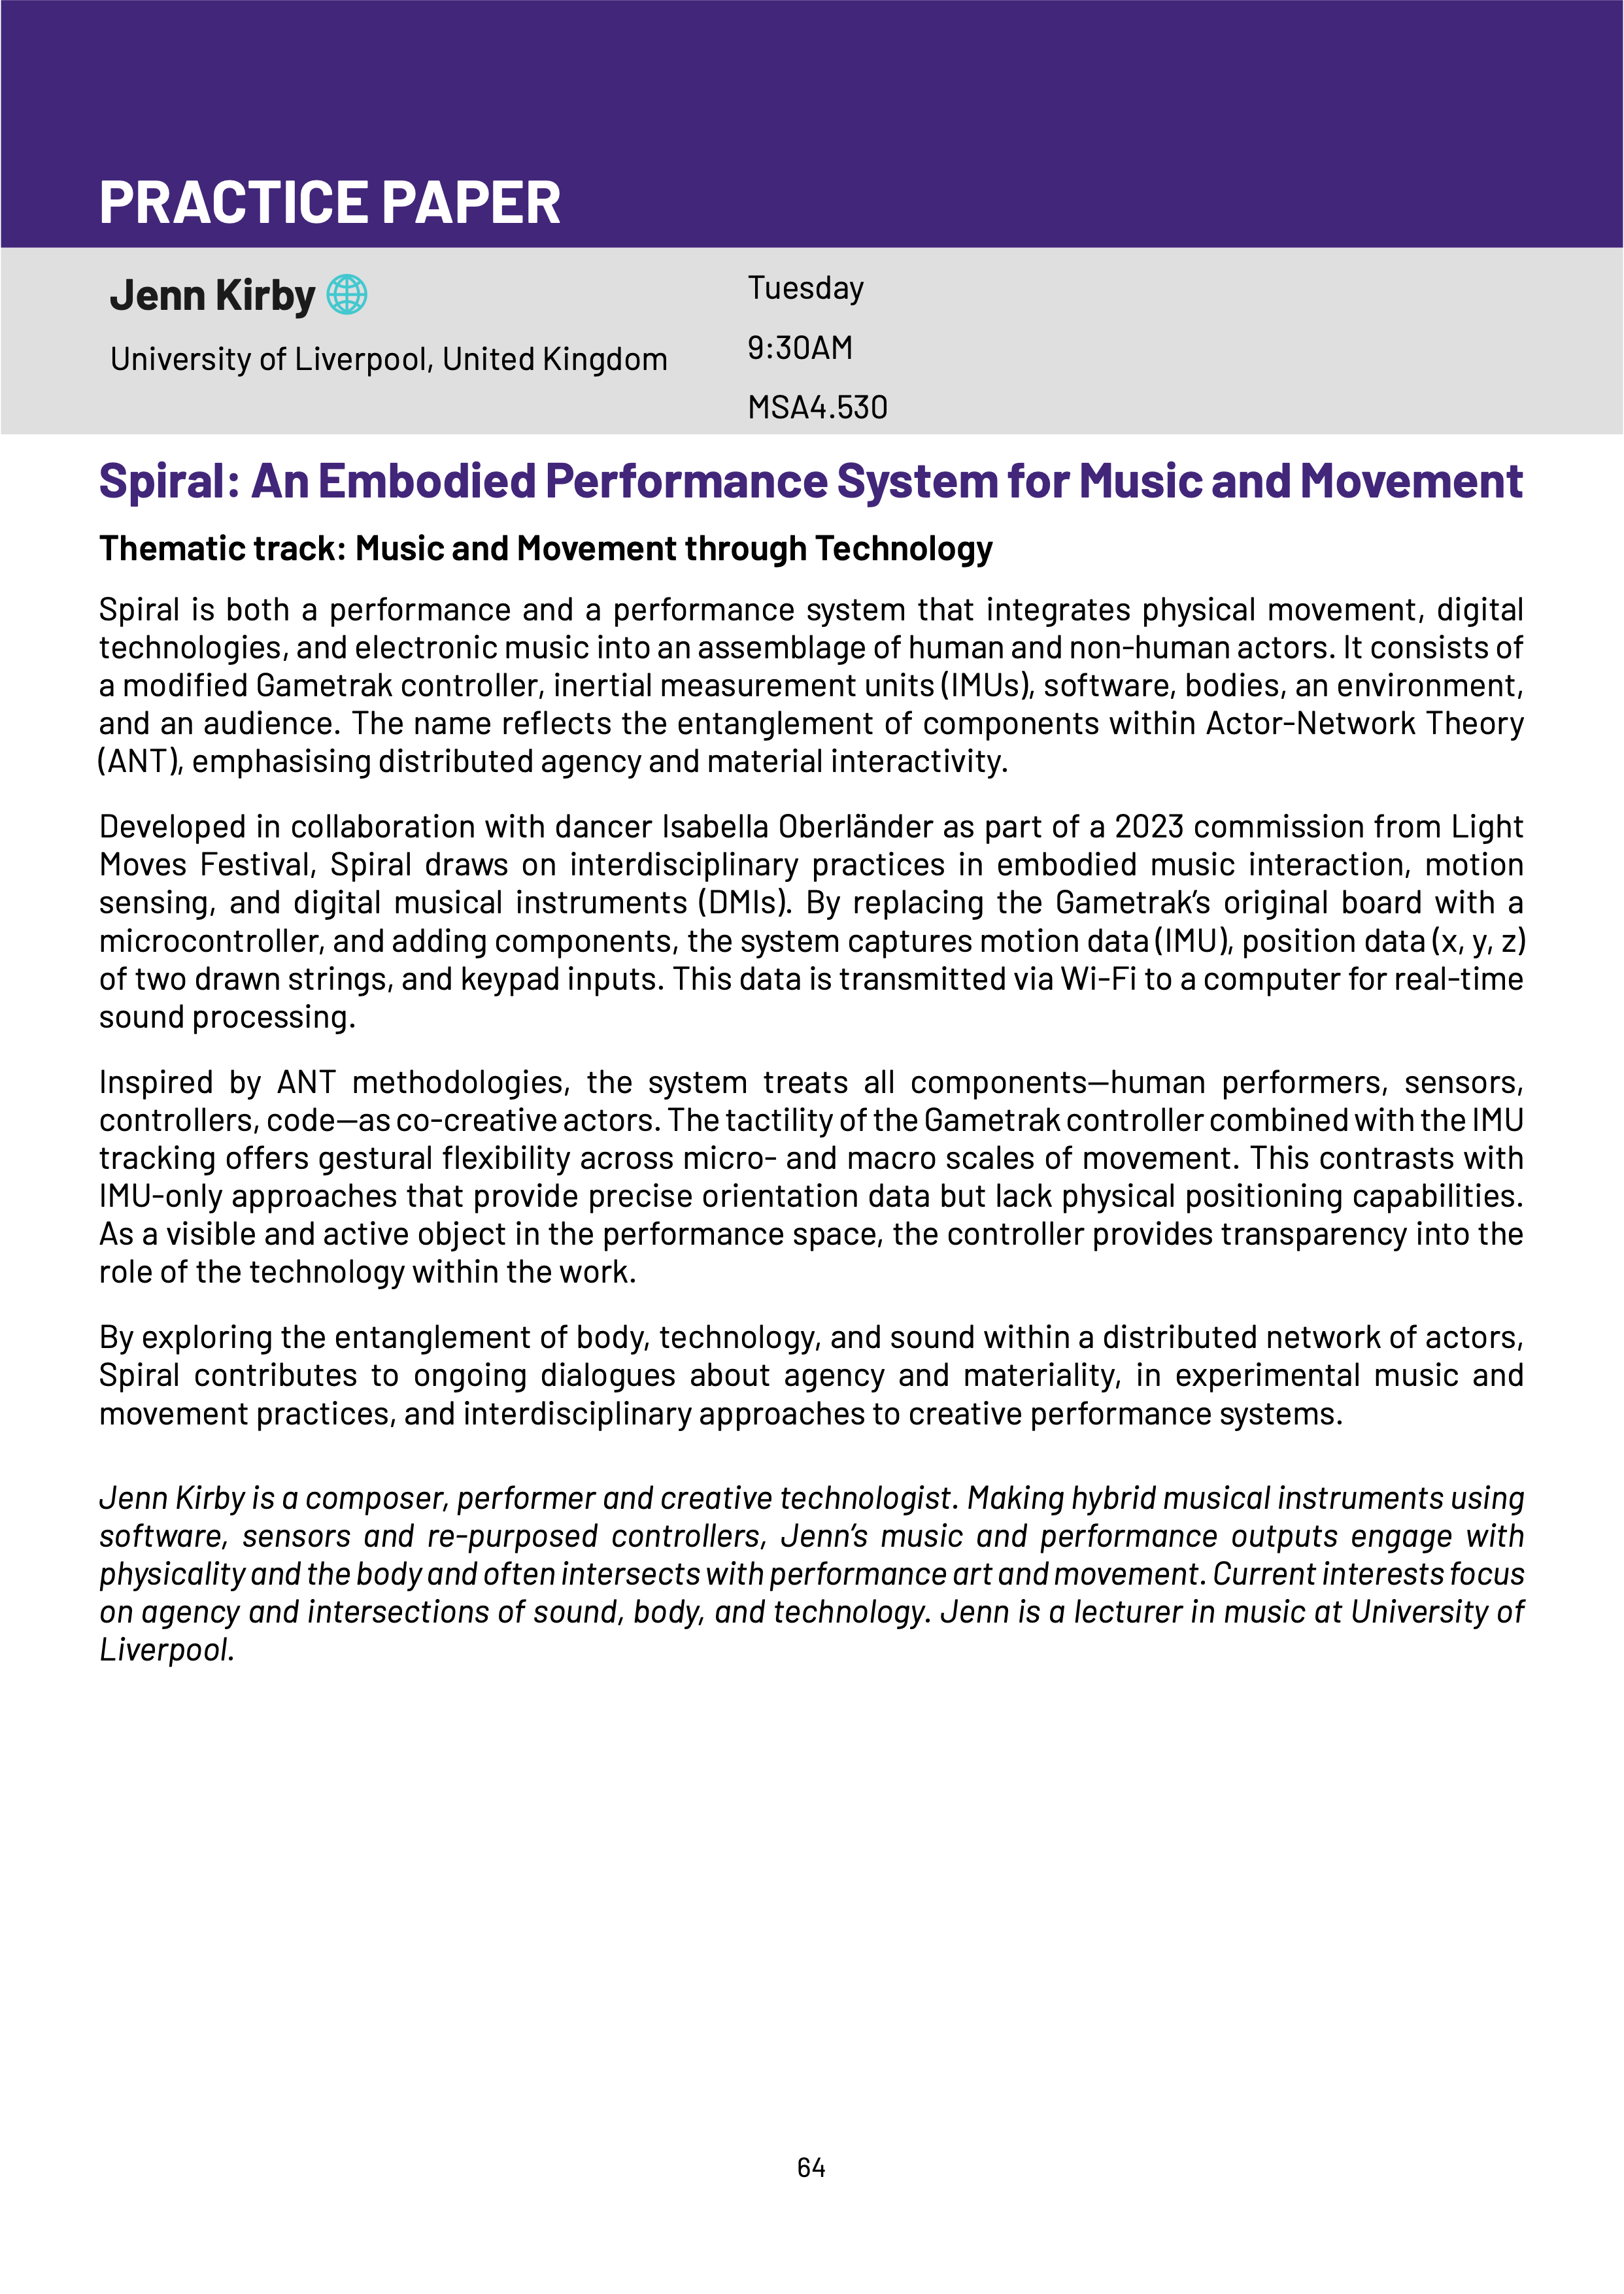 PRACTICE PAPER
Jenn Kirby
University of Liverpool, United Kingdom
Tuesday
9:30AM
MSA4.530
Spiral: An Embodied Performance System for Music and Movement
Thematic track: Music and Movement through Technology
Spiral is both a performance and a performance system that integrates physical movement, digital
technologies, and electronic music into an assemblage of human and non-human actors. It consists of
a modified Gametrak controller, inertial measurement units (IMUs), software, bodies, an environment,
and an audience. The name reflects the entanglement of components within Actor-Network Theory
(ANT), emphasising distributed agency and material interactivity.
Developed in collaboration with dancer Isabella Oberländer as part of a 2023 commission from Light
Moves Festival, Spiral draws on interdisciplinary practices in embodied music interaction, motion
sensing, and digital musical instruments (DMIs). By replacing the Gametrak’s original board with a
microcontroller, and adding components, the system captures motion data (IMU), position data (x, y, z)
of two drawn strings, and keypad inputs. This data is transmitted via Wi-Fi to a computer for real-time
sound processing.
Inspired by ANT methodologies, the system treats all components—human performers, sensors,
controllers, code—as co-creative actors. The tactility of the Gametrak controller combined with the IMU
tracking offers gestural flexibility across micro- and macro scales of movement. This contrasts with
IMU-only approaches that provide precise orientation data but lack physical positioning capabilities.
As a visible and active object in the performance space, the controller provides transparency into the
role of the technology within the work.
By exploring the entanglement of body, technology, and sound within a distributed network of actors,
Spiral contributes to ongoing dialogues about agency and materiality, in experimental music and
movement practices, and interdisciplinary approaches to creative performance systems.
Jenn Kirby is a composer, performer and creative technologist. Making hybrid musical instruments using
software, sensors and re-purposed controllers, Jenn’s music and performance outputs engage with
physicality and the body and often intersects with performance art and movement. Current interests focus
on agency and intersections of sound, body, and technology. Jenn is a lecturer in music at University of
Liverpool.
64